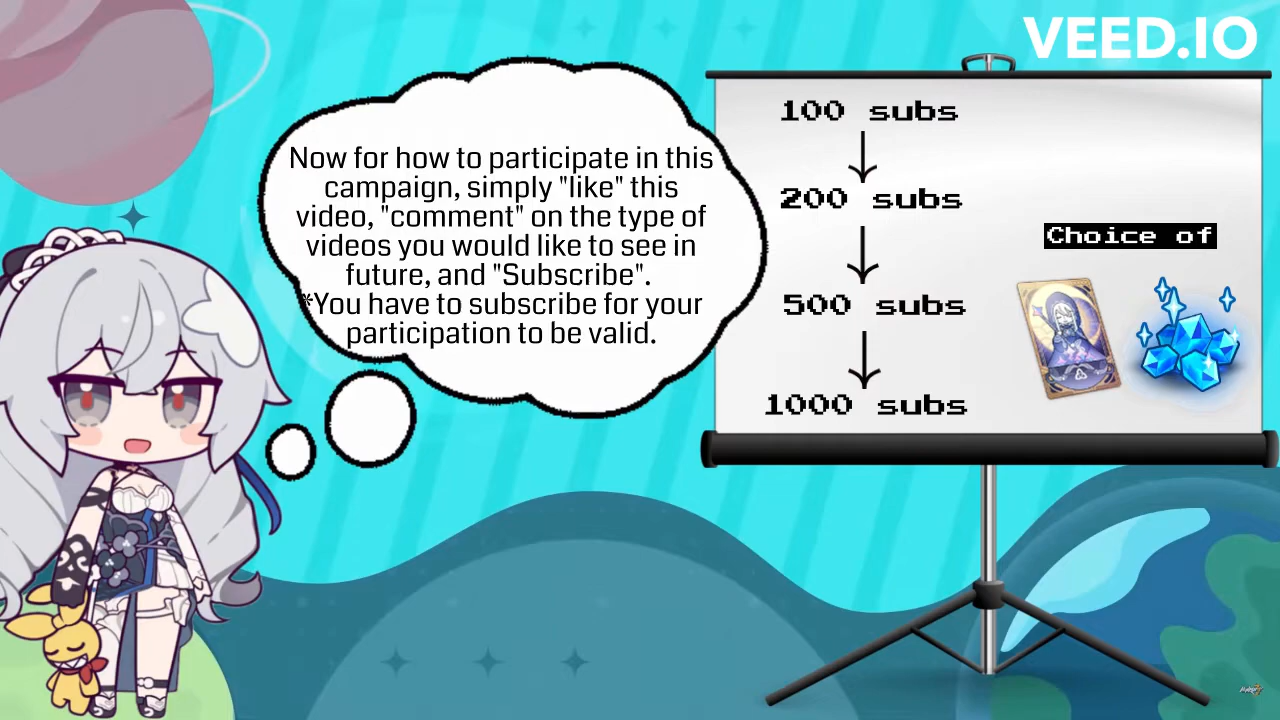 VEED.IO
Now for how to participate in this
campaign, simply "like" this
video, "comment" on the type of
videos you would like to see in
future, and "Subscribe".
*You have to subscribe for your
participation to be valid.
100 subs
200 subs
500 subs
1000 subs
Choice of